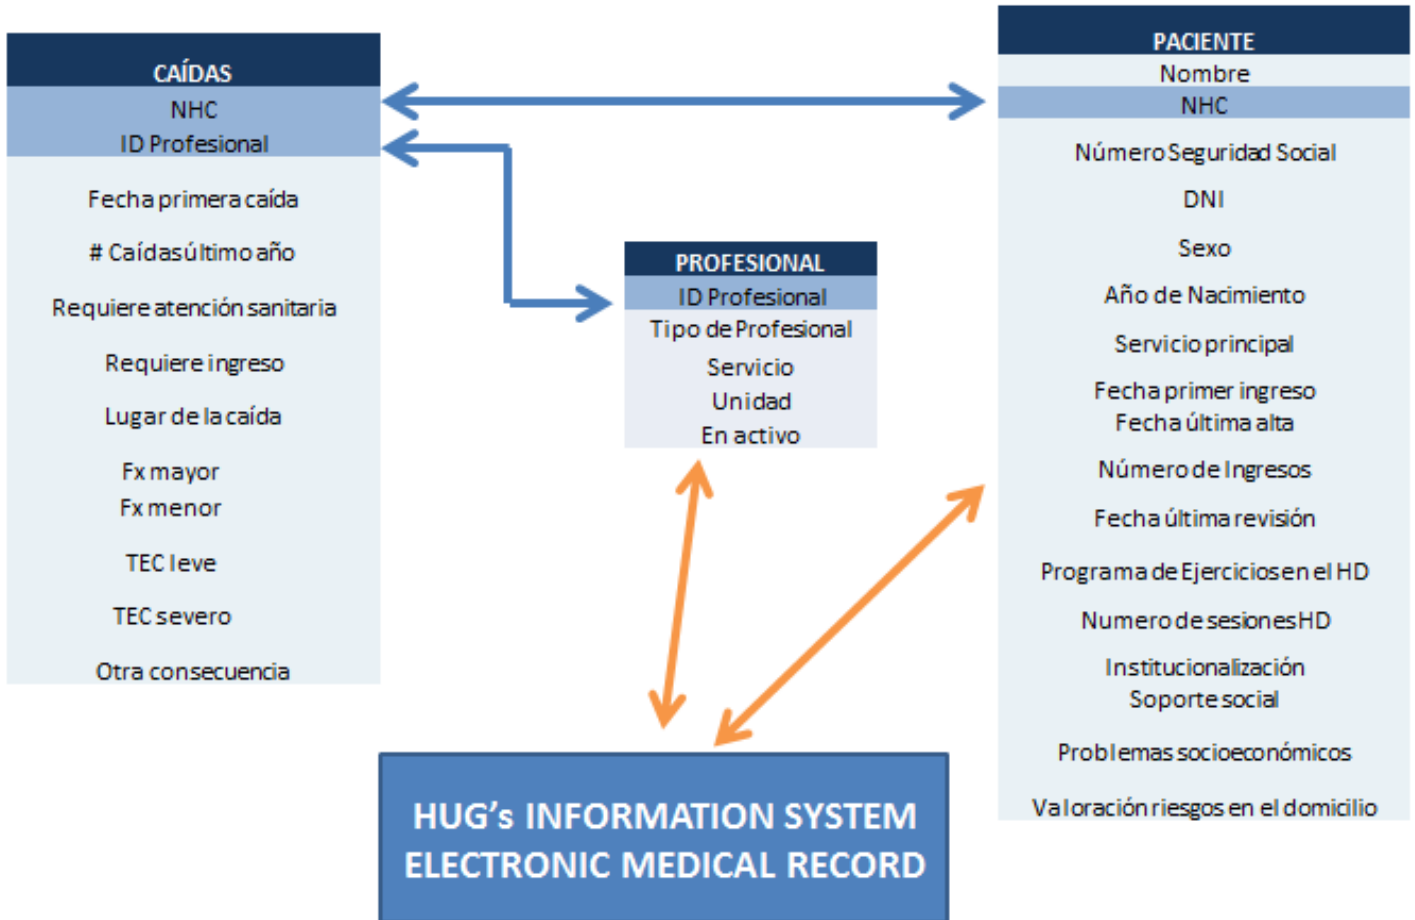 CAÍDAS
NHC
ID Profesional
Fecha primera caída
# Caídas último año
Requiere atención sanitaria
Requiere ingreso
Lugar de la caída
Fx mayor
Fx menor
TEC leve
TEC severo
Otra consecuencia
PROFESIONAL
ID Profesional
Tipo de Profesional
Servicio
Unidad
En activo
PACIENTE
Nombre
NHC
Número Seguridad Social
DNI
Sexo
Año de Nacimiento
Servicio principal
Fecha primer ingreso
Fecha última alta
Número de Ingresos
Fecha última revisión
Programa de Ejercicios en el HD
Numero de sesiones HD
Institucionalización
Soporte social
Problemas socioeconómicos
Valoración riesgos en el domicilio
HUG's INFORMATION SYSTEM
ELECTRONIC MEDICAL RECORD